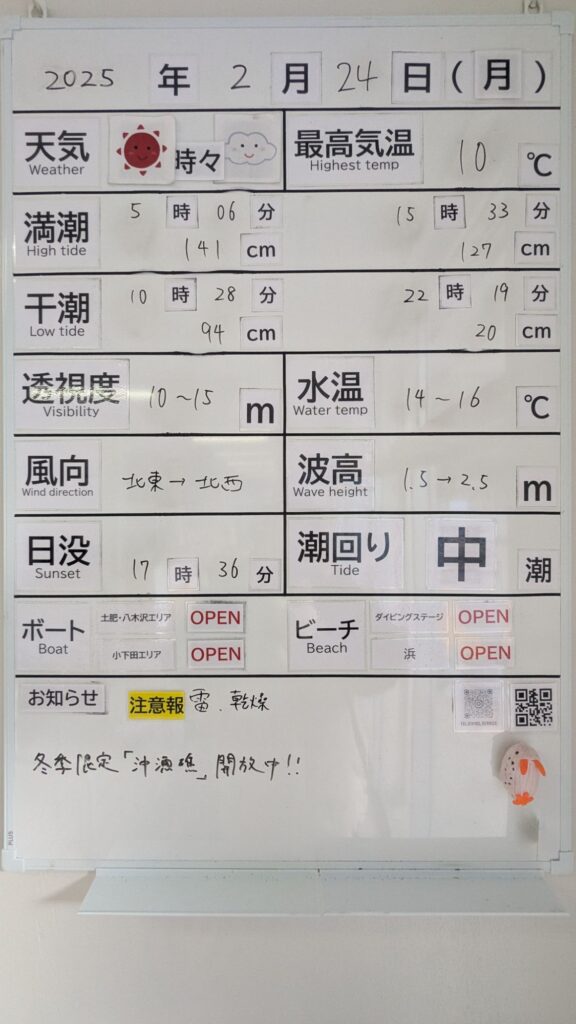 2025 年 2 月 24 日 (月)
天気 時々 最高気温 10 ℃
Weather Highest temp
満潮 5 時 06 分 15 時 33 分
High tide 141 cm 127 cm
干潮 10 時 28 分 22 時 19 分
Low tide 94 cm 20 cm
透視度 10～15 m 水温 14～16 ℃
Visibility Water temp
風向 北東→北西 波高 1.5→2.5 m
Wind direction Wave height
日没 17 時 36 分 潮回り 中 潮
Sunset Tide
ボート 土肥・八木沢エリア OPEN ビーチ ダイビングステージ OPEN
Boat 小下田エリア OPEN Beach 浜 OPEN
お知らせ 注意報 雷、乾燥
冬季限定「沖漁礁」開放中!!
PLUS